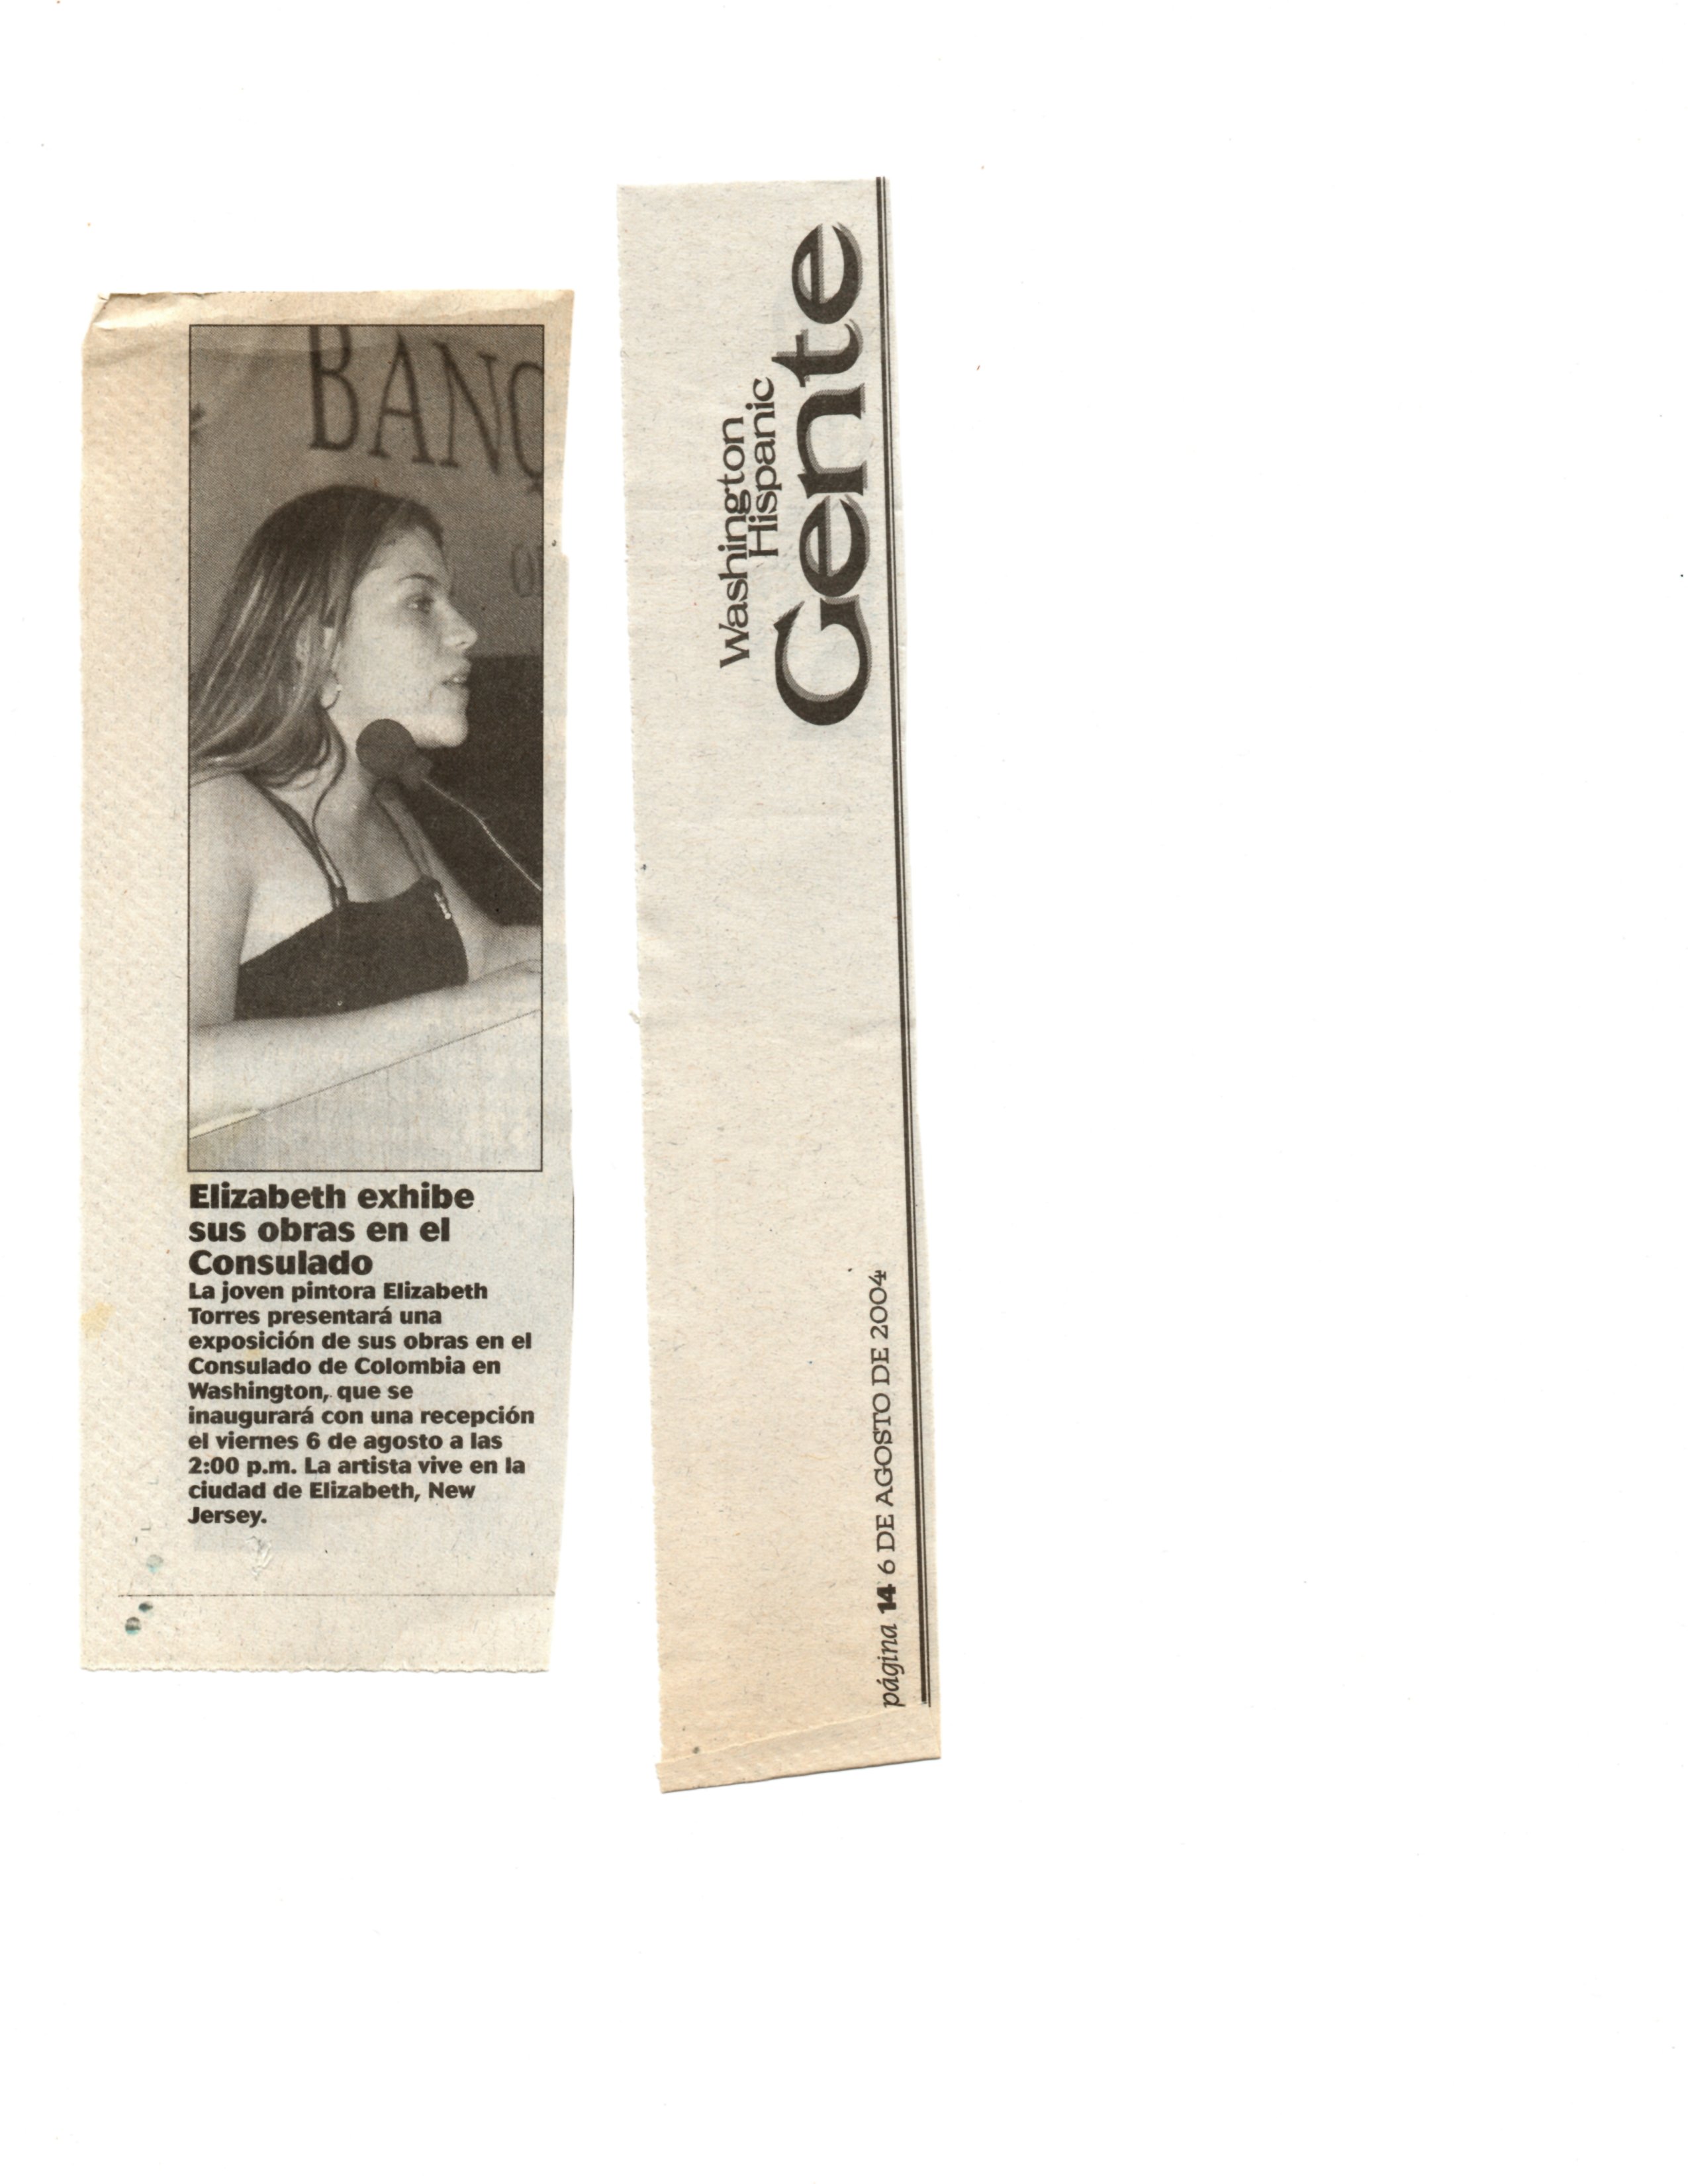 BANC
Elizabeth exhibe
sus obras en el
Consulado
La joven pintora Elizabeth
Torres presentará una
exposición de sus obras en el
Consulado de Colombia en
Washington, que se
inaugurará con una recepción
el viernes 6 de agosto a las
2:00 p.m. La artista vive en la
ciudad de Elizabeth, New
Jersey.
Washington
Hispanic
Gente
página 14 6 DE AGOSTO DE 2004